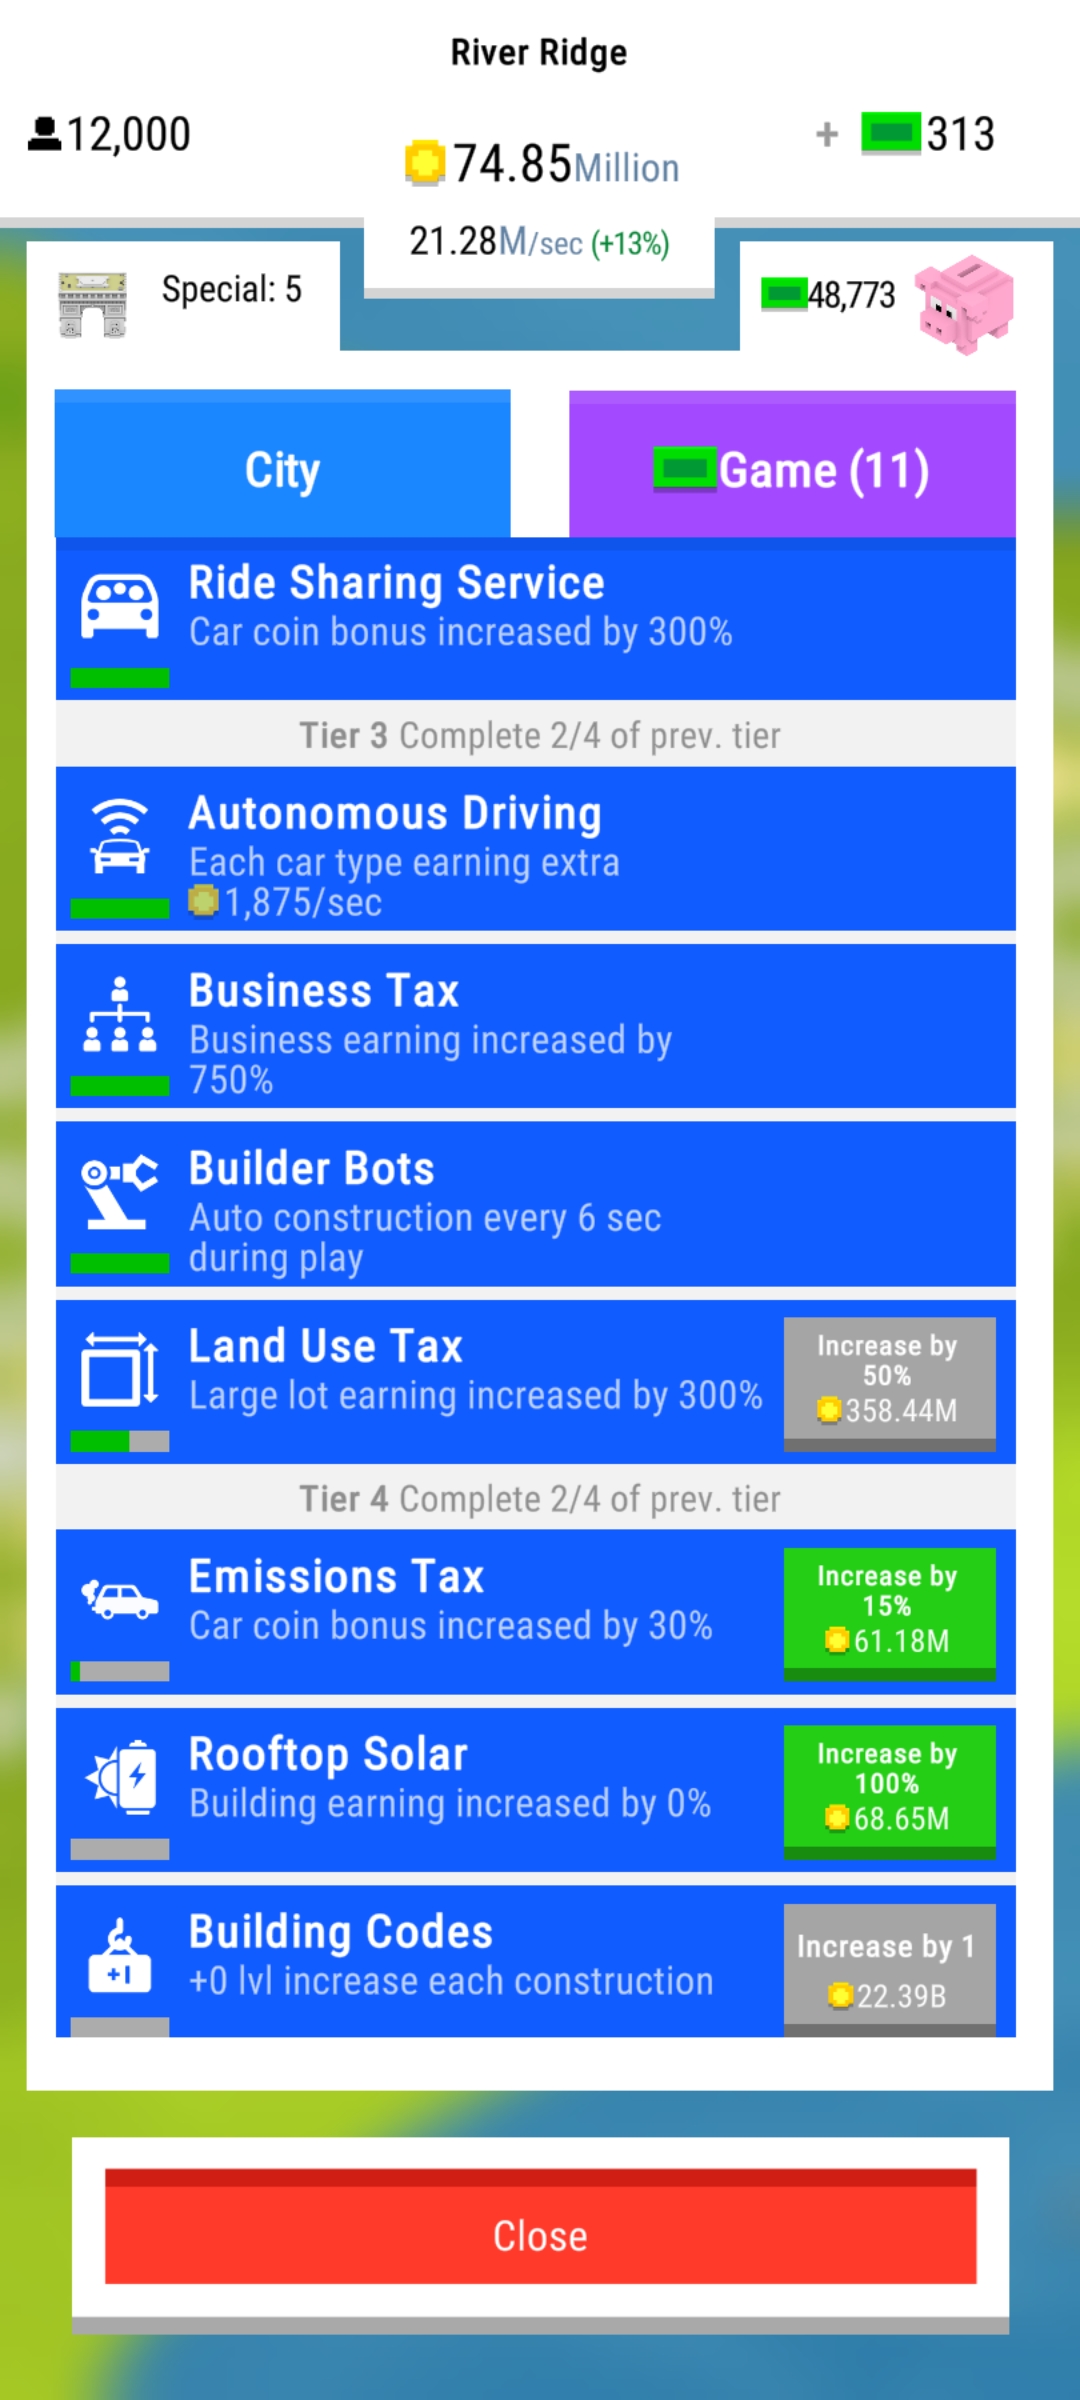 River Ridge
12,000
74.85Million
+ 313
21.28M/sec (+13%)
Special: 5
48,773
City
Game (11)
Ride Sharing Service
Car coin bonus increased by 300%
Tier 3 Complete 2/4 of prev. tier
Autonomous Driving
Each car type earning extra
1,875/sec
Business Tax
Business earning increased by
750%
Builder Bots
Auto construction every 6 sec
during play
Land Use Tax
Large lot earning increased by 300%
Increase by
50%
358.44M
Tier 4 Complete 2/4 of prev. tier
Emissions Tax
Car coin bonus increased by 30%
Increase by
15%
61.18M
Rooftop Solar
Building earning increased by 0%
Increase by
100%
68.65M
+1
Building Codes
+0 lvl increase each construction
Increase by 1
22.39B
Close